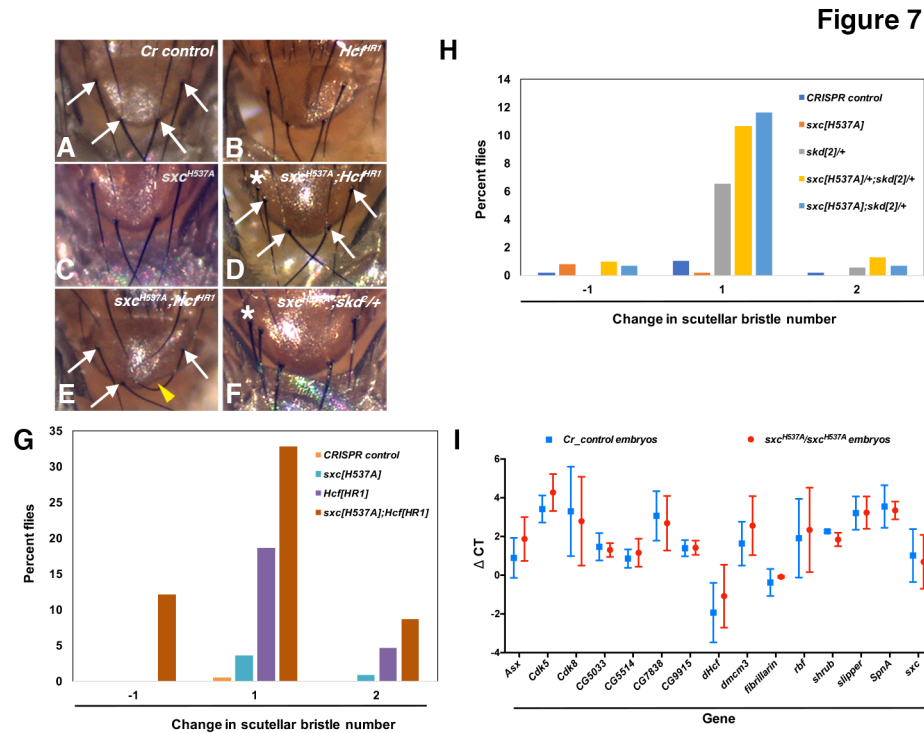 Figure 7
Cr control
A
Hcf^HR1
B
sxc^H537A
C
* sxc^H537A;Hcf^HR1
D
sxc^H537A;Hcf^HR1
E
* sxc^H537A;skd^2/+
F
G
Percent flies
35
30
25
20
15
10
5
0
CRISPR control
sxc[H537A]
Hcf[HR1]
sxc[H537A];Hcf[HR1]
-1 1 2
Change in scutellar bristle number
H
Percent flies
14
12
10
8
6
4
2
0
CRISPR control
sxc[H537A]
skd[2]/+
sxc[H537A]/+;skd[2]/+
sxc[H537A];skd[2]/+
-1 1 2
Change in scutellar bristle number
I
Cr_control embryos
sxc^H537A/sxc^H537A embryos
Δ CT
6
4
2
0
-2
-4
Asx Cdk5 Cdk8 CG5033 CG5514 CG7838 CG9915 dHcf dmcm3 fibrillarin rbf shrub slipper SpnA sxc
Gene